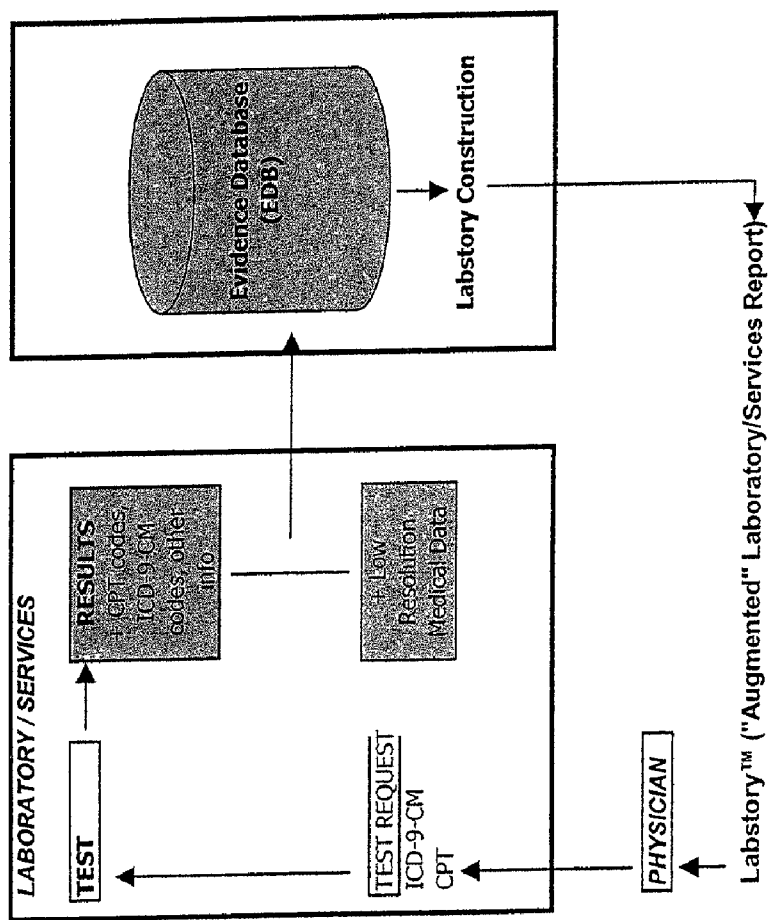 LABORATORY / SERVICES
TEST
RESULTS
+ CPT codes,
ICD-9-CM
codes, other
info
TEST REQUEST
ICD-9-CM
CPT
+ Low
Resolution
Medical Data
PHYSICIAN
Evidence Database
(EDB)
Labstory Construction
Labstory™ ("Augmented" Laboratory/Services Report)